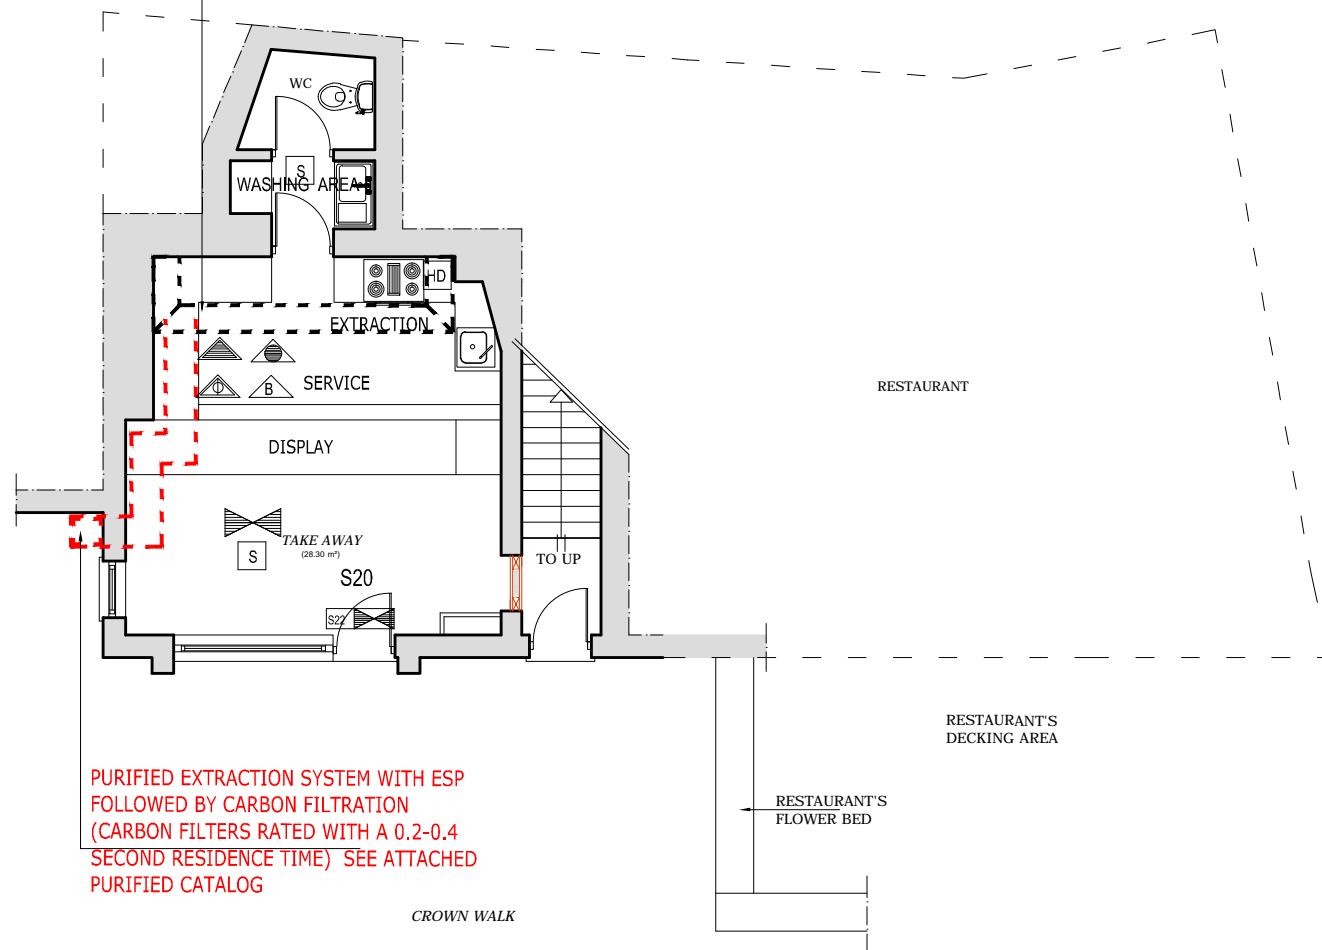 WC
S
WASHING AREA
HD
EXTRACTION
B
SERVICE
RESTAURANT
DISPLAY
TAKE AWAY
(28.30 m²)
S
TO UP
S20
S22
RESTAURANT'S
DECKING AREA
PURIFIED EXTRACTION SYSTEM WITH ESP
FOLLOWED BY CARBON FILTRATION
(CARBON FILTERS RATED WITH A 0.2-0.4
SECOND RESIDENCE TIME) SEE ATTACHED
PURIFIED CATALOG
RESTAURANT'S
FLOWER BED
CROWN WALK